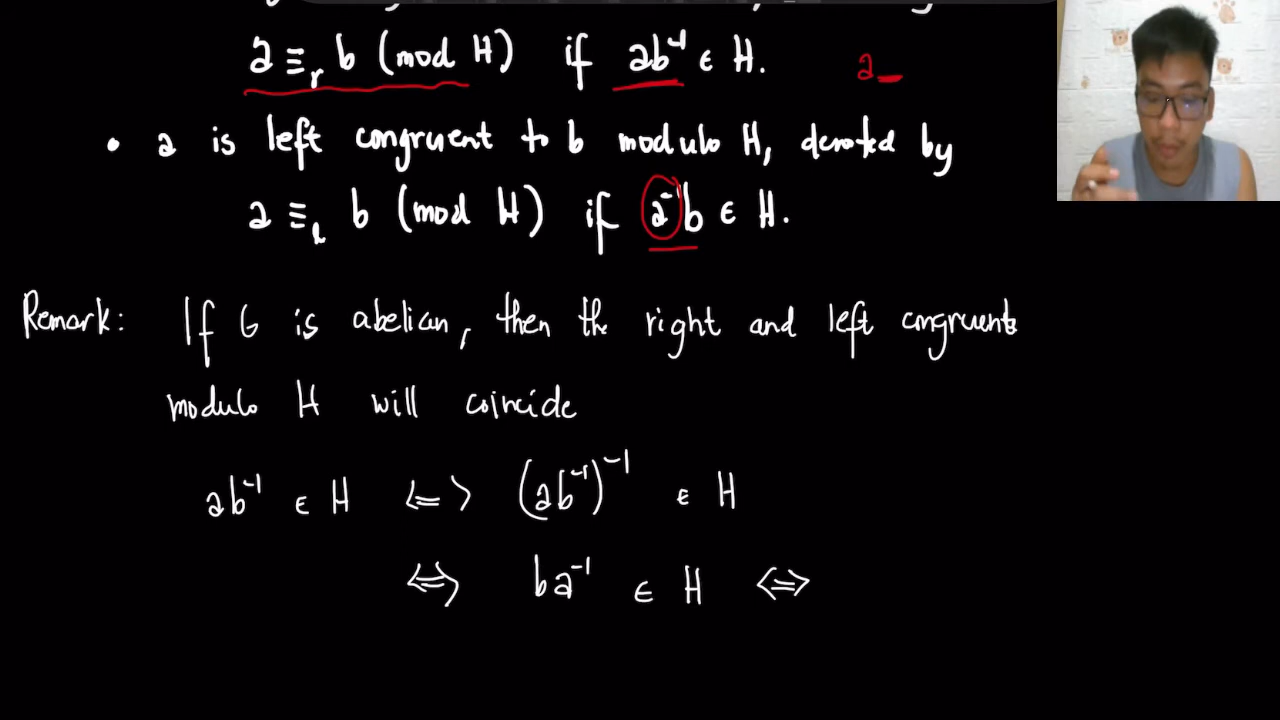 a ≡r b (mod H) if ab⁻¹ ∈ H. a
• a is left congruent to b modulo H, denoted by
a ≡l b (mod H) if a⁻¹b ∈ H.
Remark: If G is abelian, then the right and left congruents
modulo H will coincide
ab⁻¹ ∈ H <=> (ab⁻¹)⁻¹ ∈ H
<=> ba⁻¹ ∈ H <=>